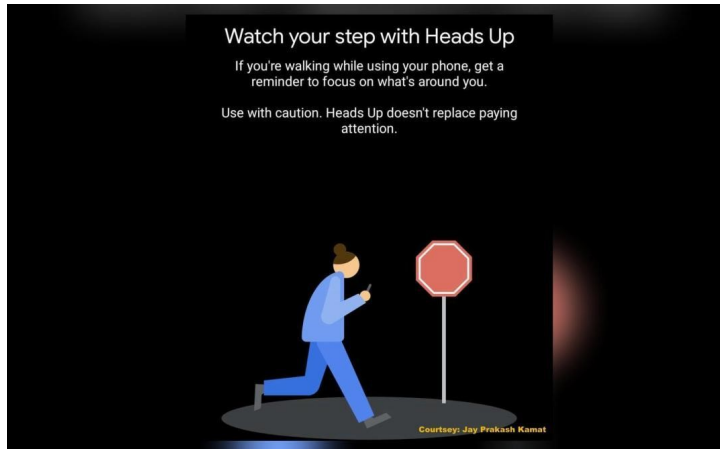 Watch your step with Heads Up
If you're walking while using your phone, get a
reminder to focus on what's around you.
Use with caution. Heads Up doesn't replace paying
attention.
Courtsey: Jay Prakash Kamat